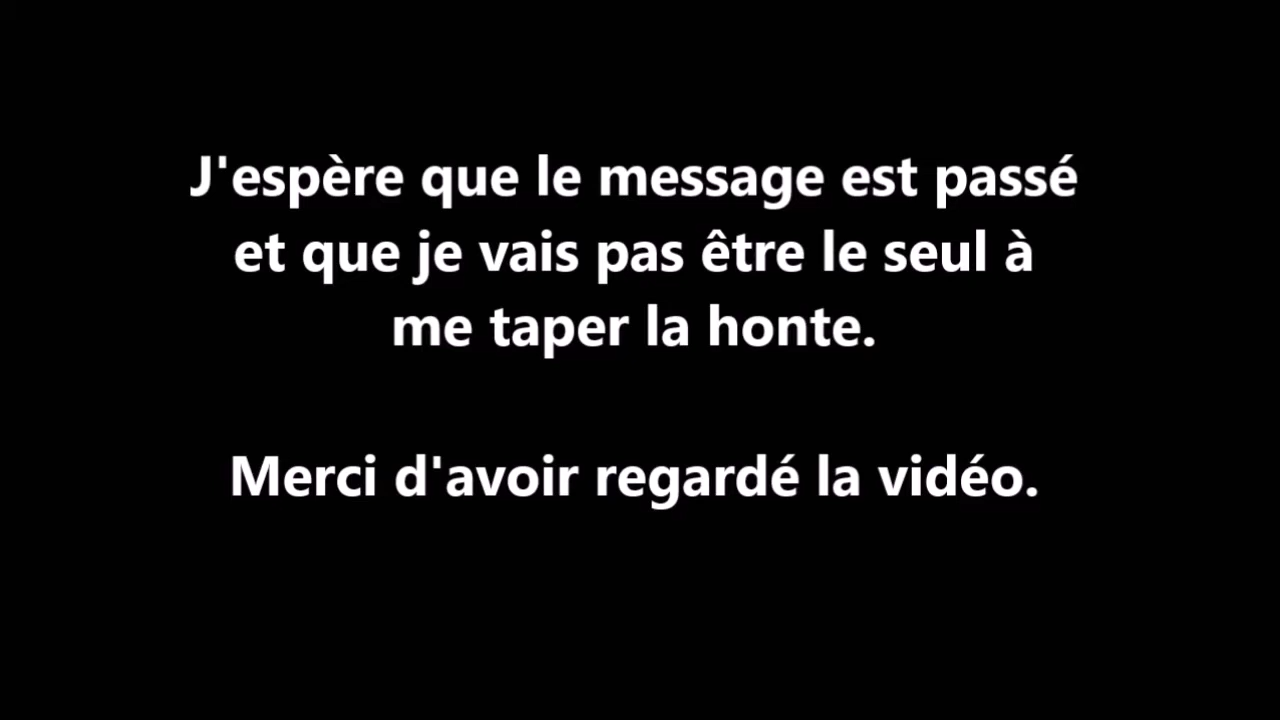 J'espère que le message est passé
et que je vais pas être le seul à
me taper la honte.
Merci d'avoir regardé la vidéo.